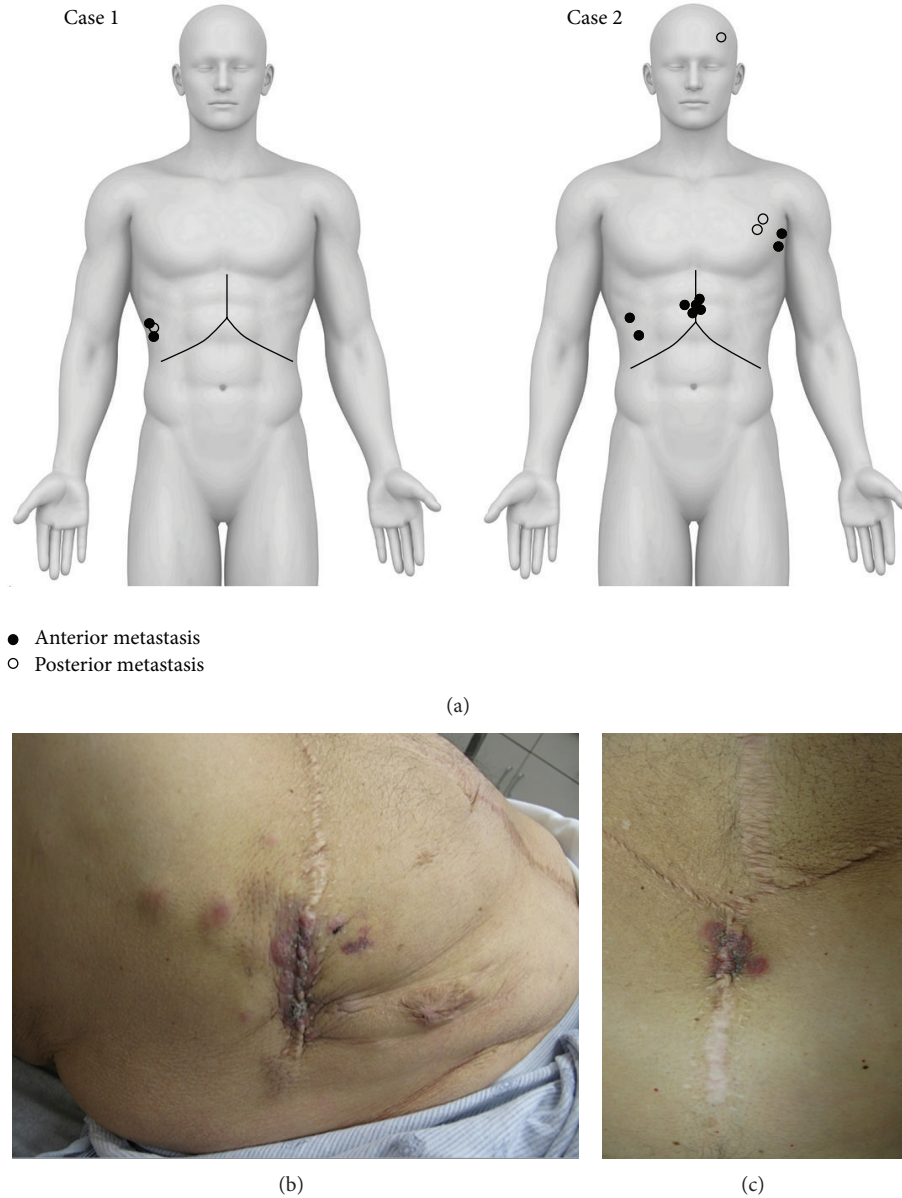 Case 1
Case 2
Anterior metastasis
Posterior metastasis
(a)
(b)
(c)